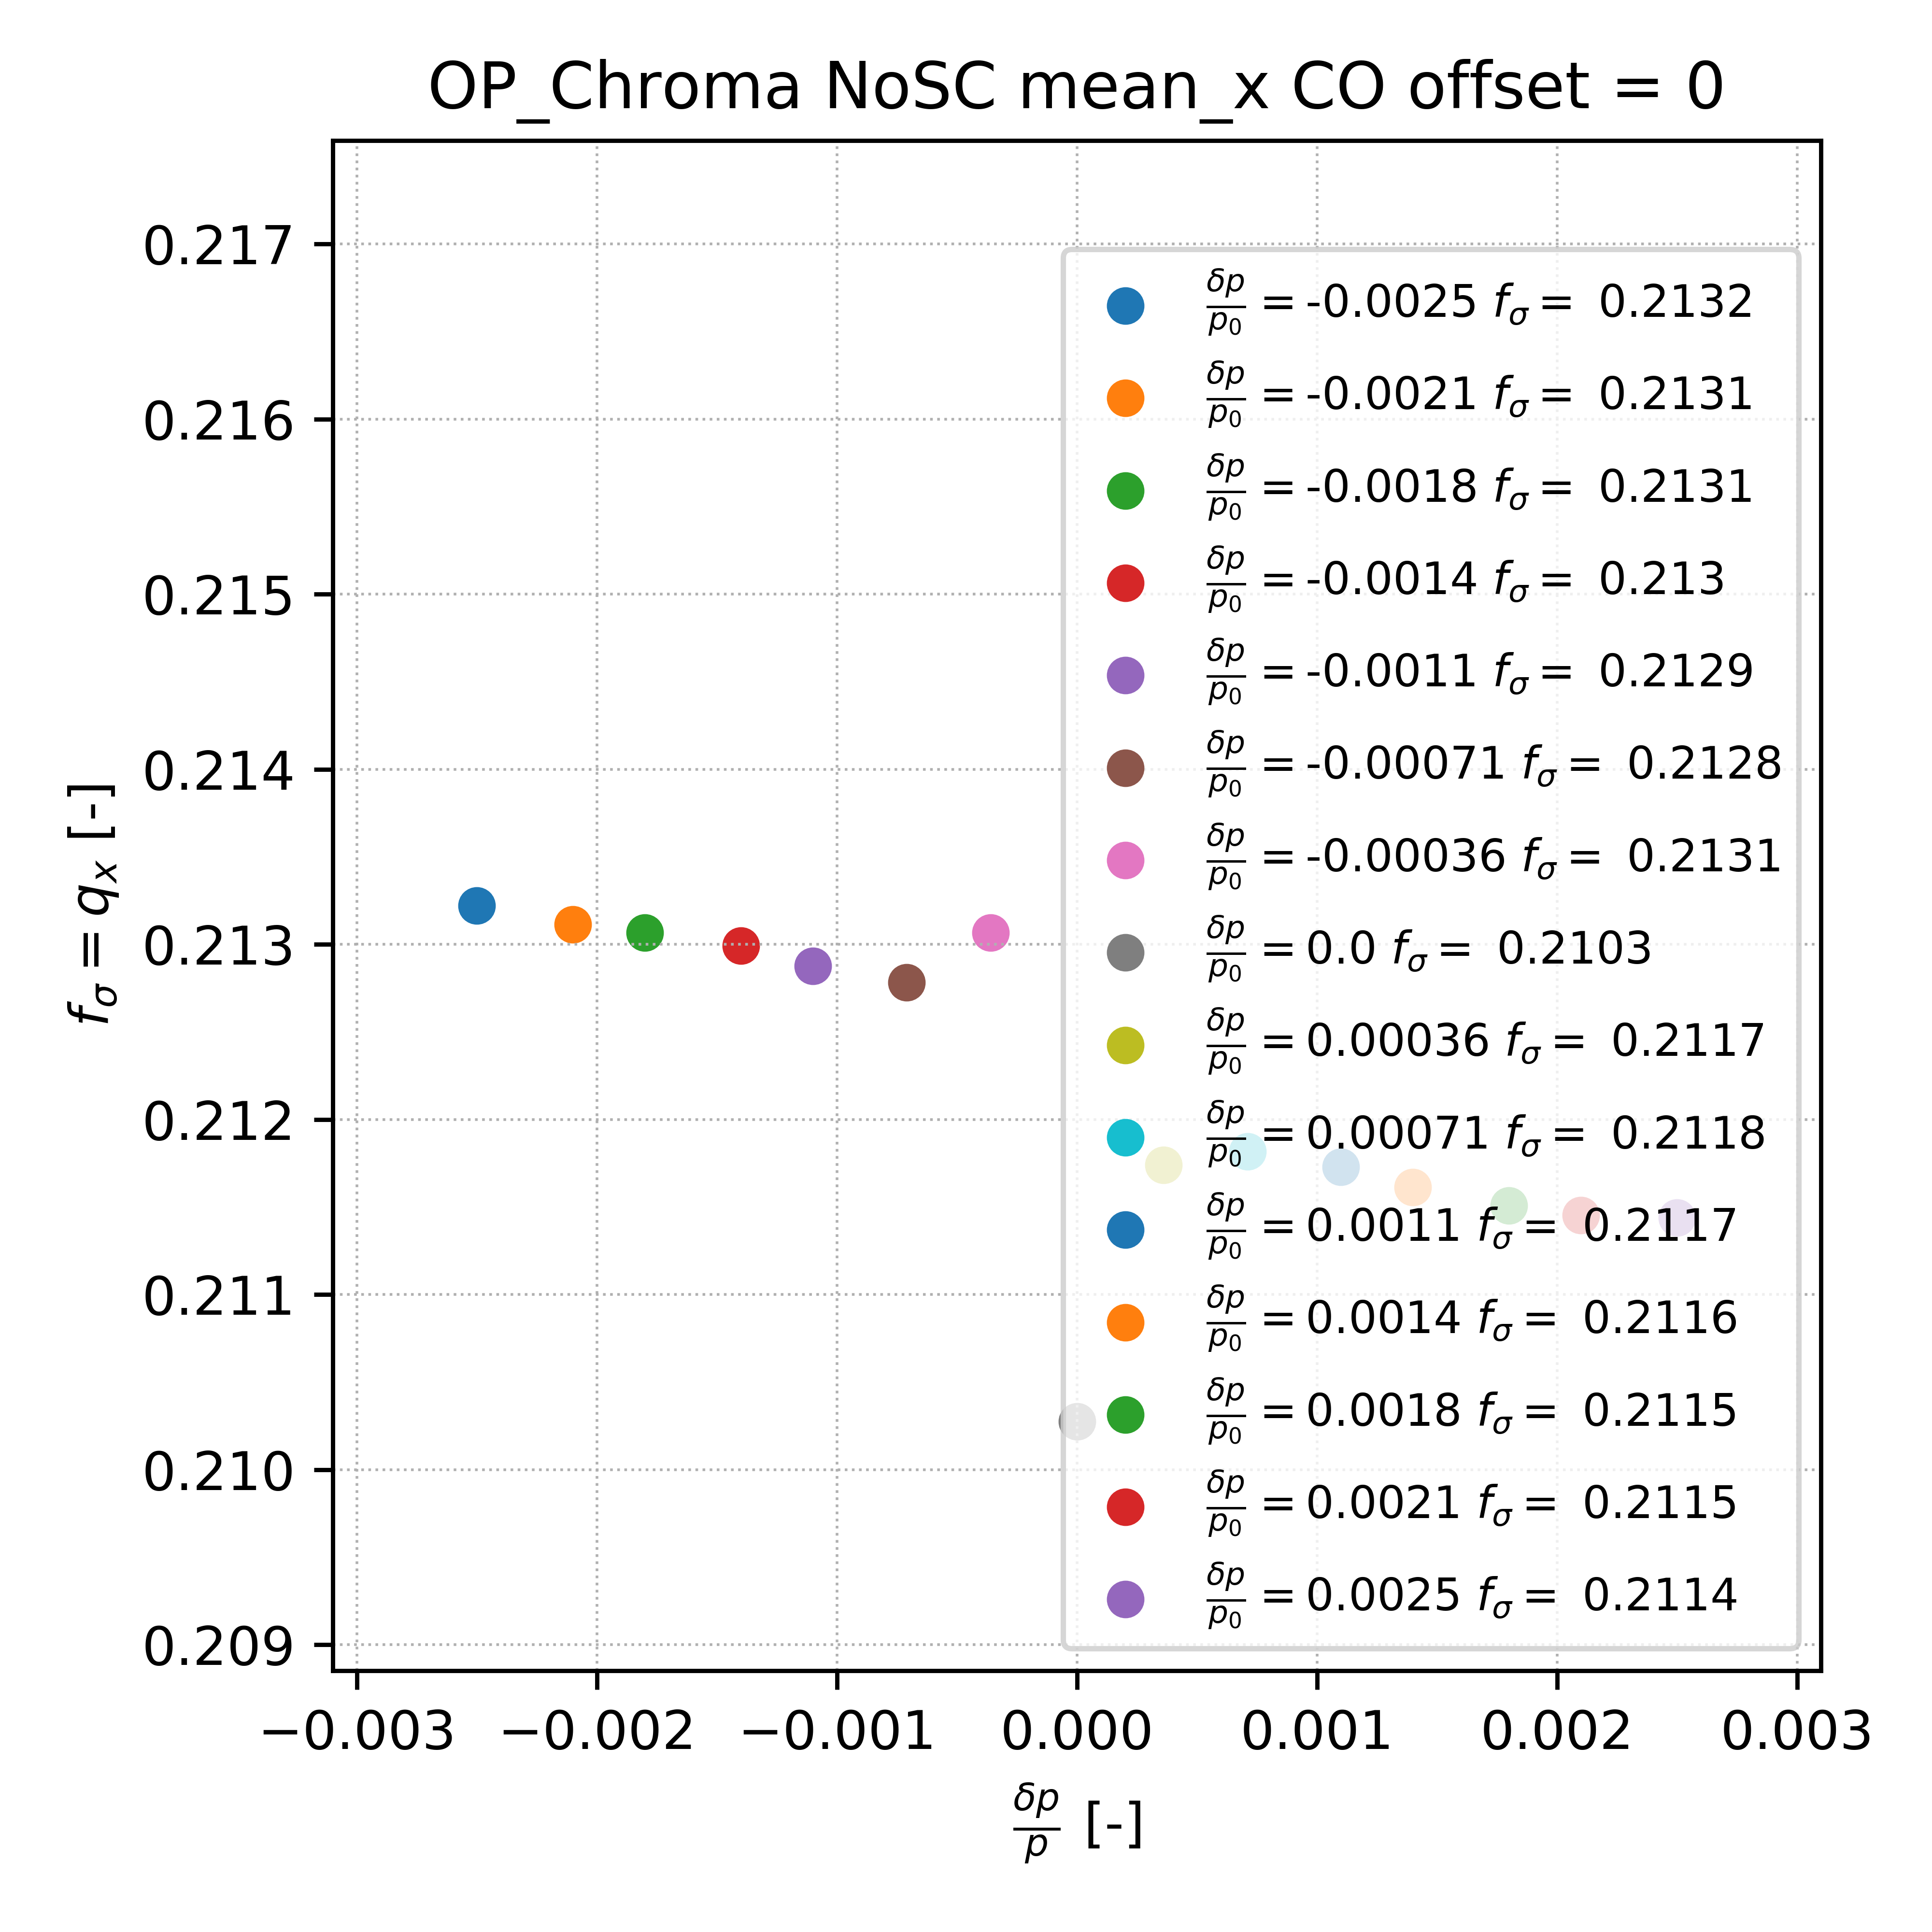 OP_Chroma NoSC mean_x CO offset = 0
0.217
0.216
0.215
0.214
0.213
0.212
0.211
0.210
0.209
f_σ = q_x [-]
δp/p₀ = -0.0025 f_σ = 0.2132
δp/p₀ = -0.0021 f_σ = 0.2131
δp/p₀ = -0.0018 f_σ = 0.2131
δp/p₀ = -0.0014 f_σ = 0.213
δp/p₀ = -0.0011 f_σ = 0.2129
δp/p₀ = -0.00071 f_σ = 0.2128
δp/p₀ = -0.00036 f_σ = 0.2131
δp/p₀ = 0.0 f_σ = 0.2103
δp/p₀ = 0.00036 f_σ = 0.2117
δp/p₀ = 0.00071 f_σ = 0.2118
δp/p₀ = 0.0011 f_σ = 0.2117
δp/p₀ = 0.0014 f_σ = 0.2116
δp/p₀ = 0.0018 f_σ = 0.2115
δp/p₀ = 0.0021 f_σ = 0.2115
δp/p₀ = 0.0025 f_σ = 0.2114
−0.003 −0.002 −0.001 0.000 0.001 0.002 0.003
δp/p [-]